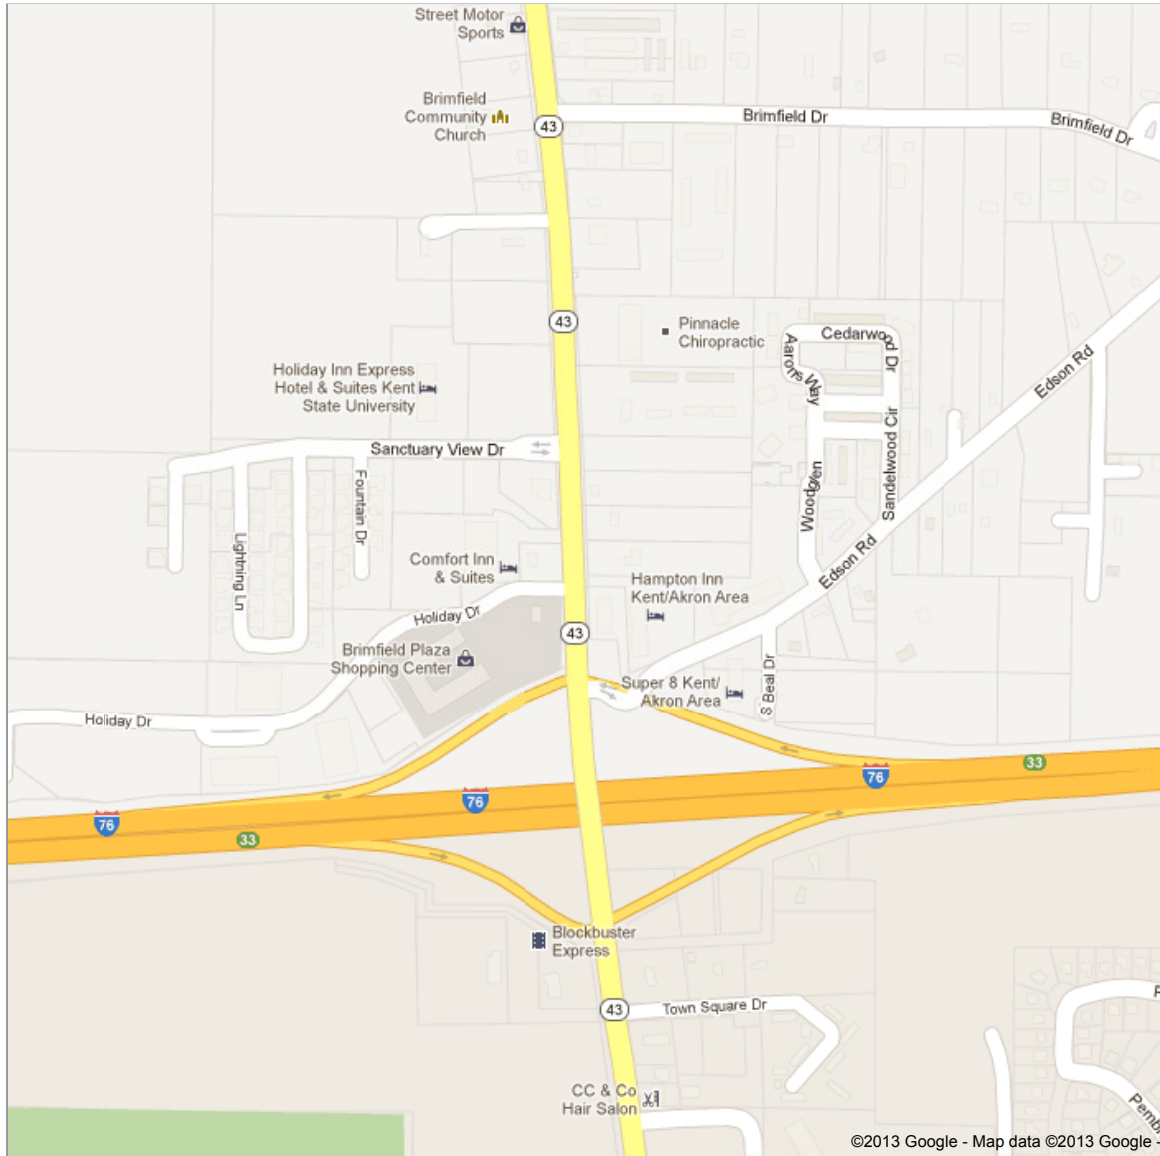 Street Motor
Sports
Brimfield
Community
Church
43
Brimfield Dr
Brimfield Dr
43
Pinnacle
Chiropractic
Cedarwood Dr
Aarons Way
Edson Rd
Holiday Inn Express
Hotel & Suites Kent
State University
Sanctuary View Dr
Fountain Dr
Lightning Ln
Sandelwood Cir
Edson Rd
Comfort Inn
& Suites
Hampton Inn
Kent/Akron Area
Holiday Dr
43
Brimfield Plaza
Shopping Center
Super 8 Kent/
Akron Area
S Beal Dr
Holiday Dr
33
76
76
76
33
Blockbuster
Express
43
Town Square Dr
CC & Co
Hair Salon
©2013 Google - Map data ©2013 Google -